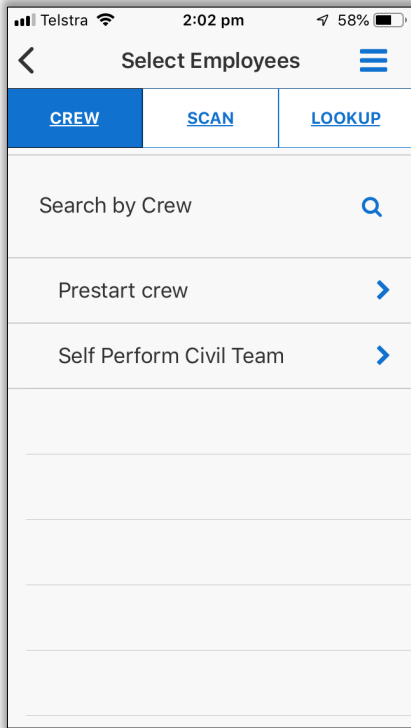 Telstra 2:02 pm 58%
Select Employees
CREW SCAN LOOKUP
Search by Crew
Prestart crew
Self Perform Civil Team